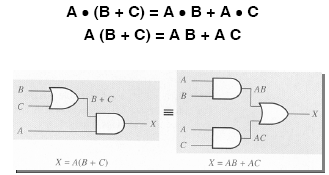 A • (B + C) = A • B + A • C
A (B + C) = A B + A C
B
C
B + C
A
X
≡
A
B
AB
X
A
C
AC
X = A(B + C)
X = AB + AC